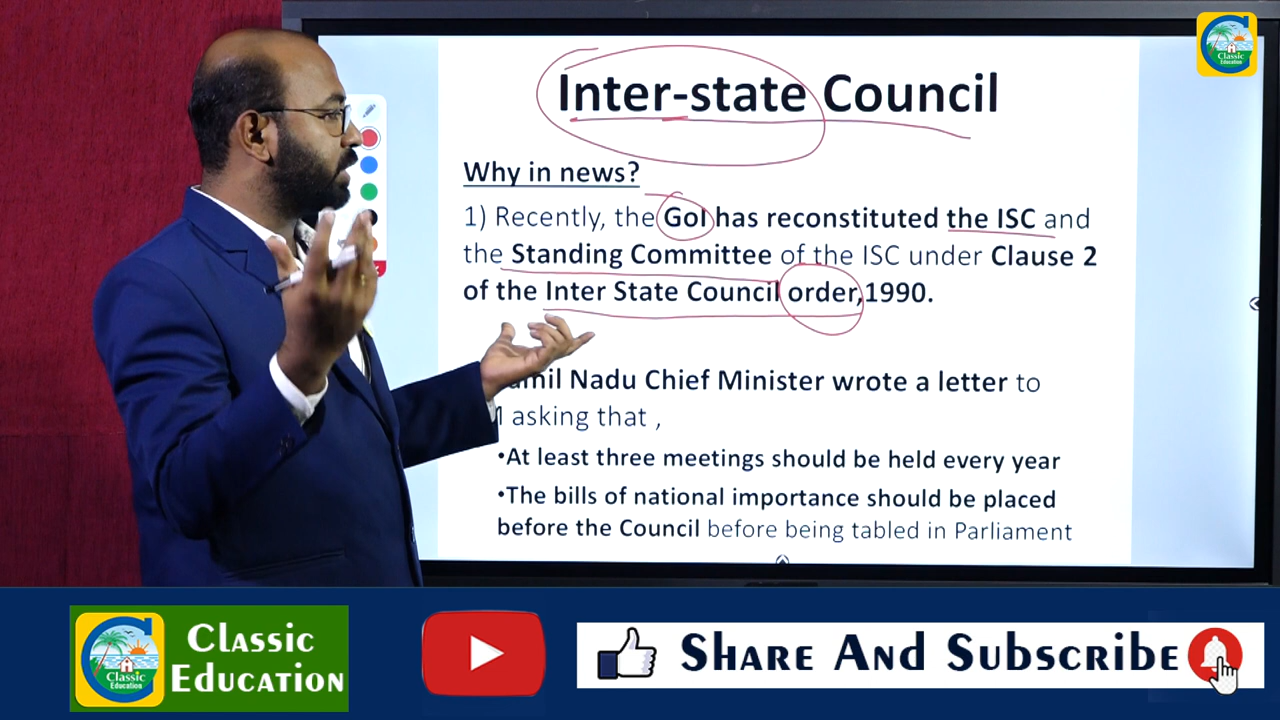 Inter-state Council
Classic
Education
Why in news?
1) Recently, the GoI has reconstituted the ISC and
the Standing Committee of the ISC under Clause 2
of the Inter State Council order,1990.
Nadu Chief Minister wrote a letter to
asking that ,
•At least three meetings should be held every year
•The bills of national importance should be placed
before the Council before being tabled in Parliament
Classic
Education
Classic
Education
Share And Subscribe